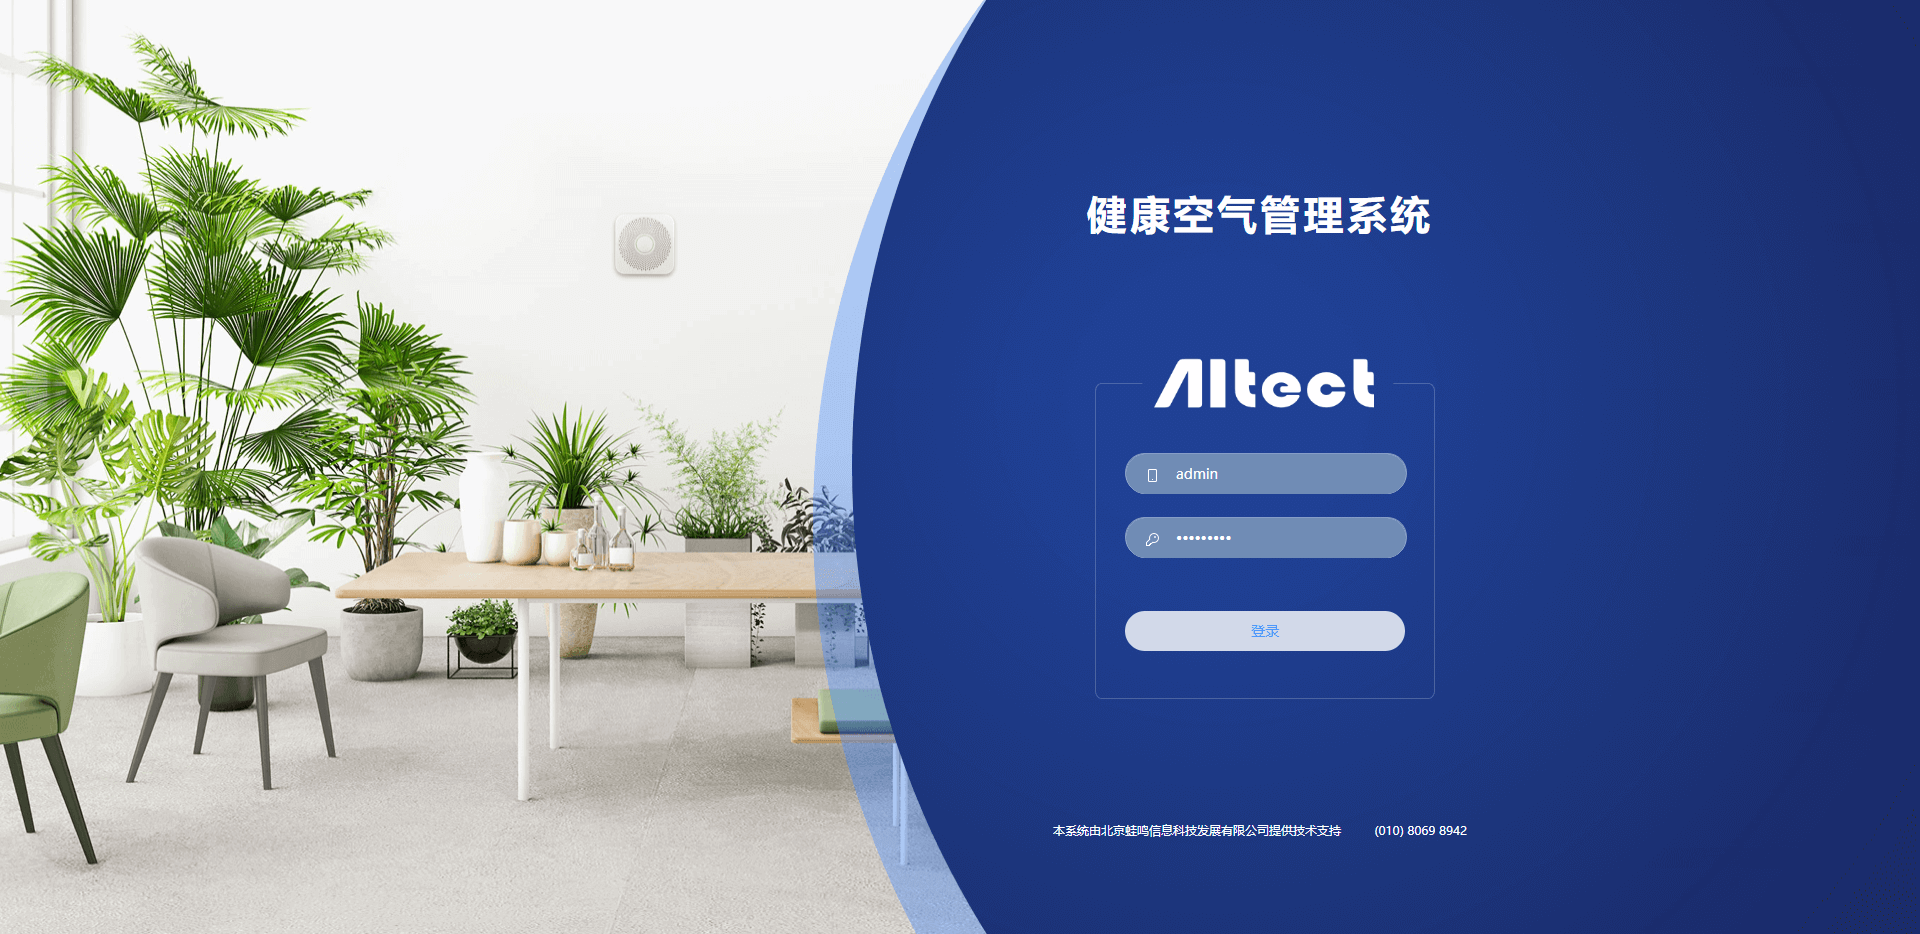 健康空气管理系统
AItect
admin
•••••••••
登录
本系统由北京蛙鸣信息科技发展有限公司提供技术支持 (010) 8069 8942